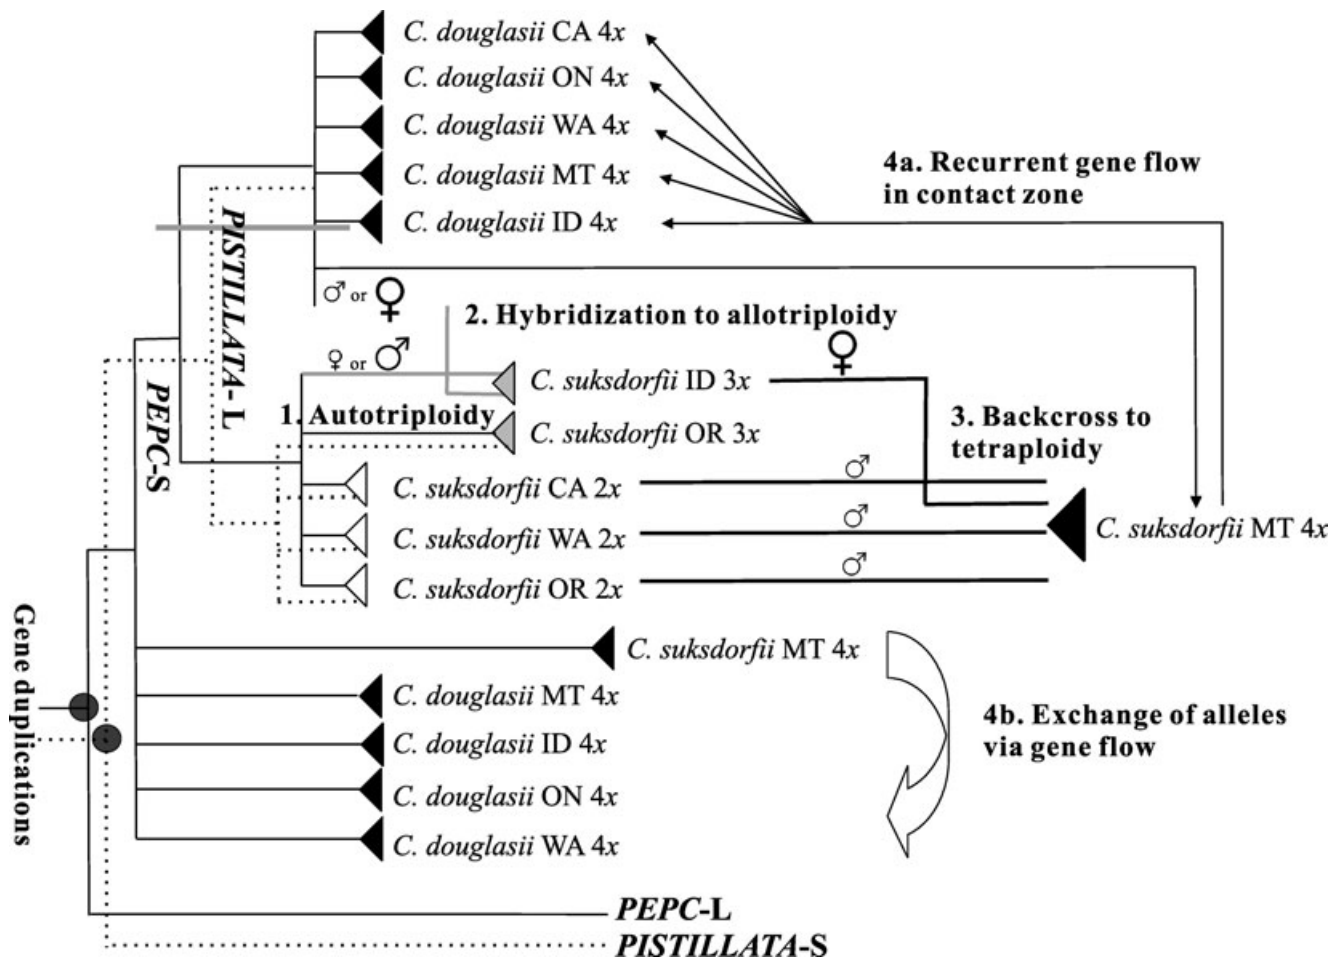 C. douglasii CA 4x
C. douglasii ON 4x
C. douglasii WA 4x
C. douglasii MT 4x
C. douglasii ID 4x
4a. Recurrent gene flow
in contact zone
PISTILLATA-L
♂ or ♀
2. Hybridization to allotriploidy
♀ or ♂
♀
C. suksdorfii ID 3x
1. Autotriploidy
C. suksdorfii OR 3x
3. Backcross to
tetraploidy
PEPC-S
C. suksdorfii CA 2x
♂
C. suksdorfii WA 2x
♂
C. suksdorfii MT 4x
C. suksdorfii OR 2x
♂
Gene duplications
C. suksdorfii MT 4x
C. douglasii MT 4x
C. douglasii ID 4x
C. douglasii ON 4x
C. douglasii WA 4x
4b. Exchange of alleles
via gene flow
PEPC-L
PISTILLATA-S